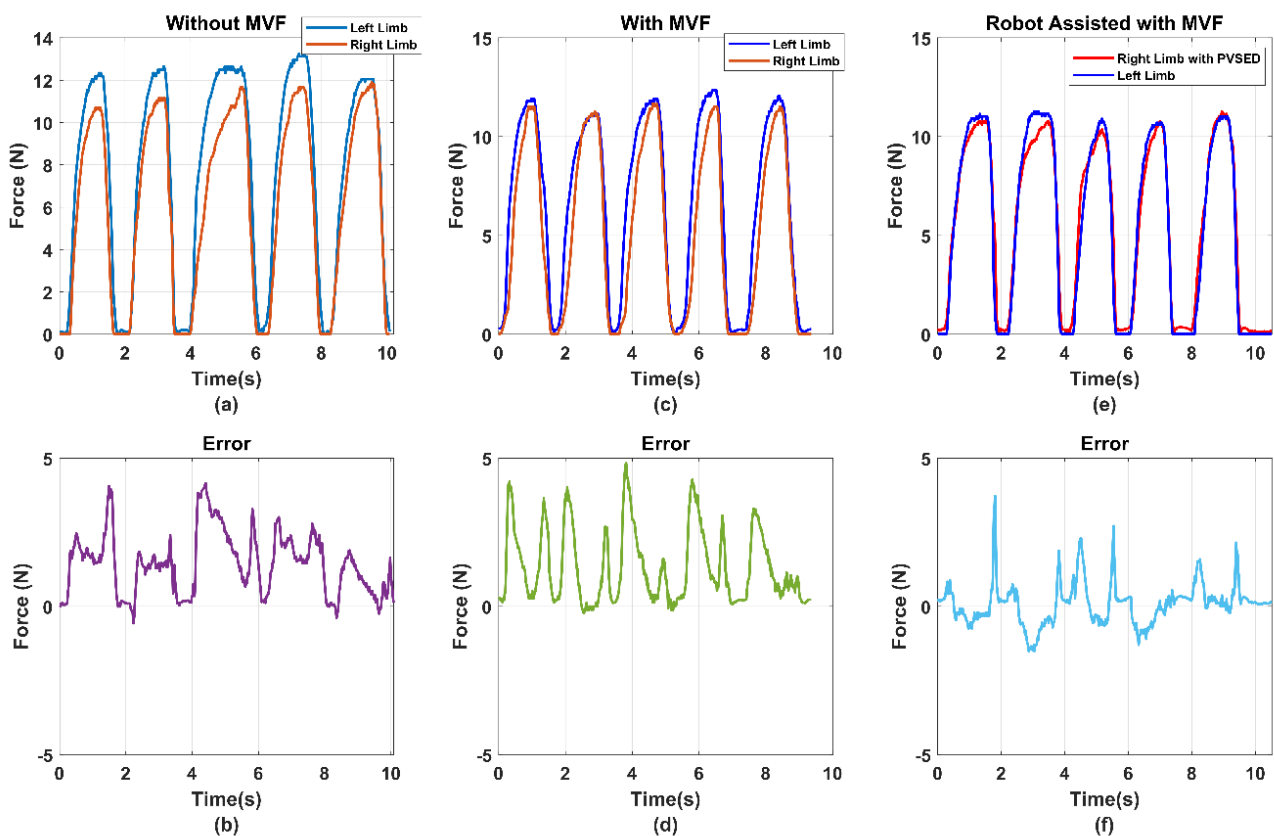 Without MVF
Left Limb
Right Limb
14
12
10
8
6
4
2
0
Force (N)
0 2 4 6 8 10
Time(s)
(a)
With MVF
Left Limb
Right Limb
15
10
5
0
Force (N)
0 2 4 6 8 10
Time(s)
(c)
Robot Assisted with MVF
Right Limb with PVSED
Left Limb
15
10
5
0
Force (N)
0 2 4 6 8 10
Time(s)
(e)
Error
5
0
-5
Force (N)
0 2 4 6 8 10
Time(s)
(b)
Error
5
0
-5
Force (N)
0 2 4 6 8 10
Time(s)
(d)
Error
5
0
-5
Force (N)
0 2 4 6 8 10
Time(s)
(f)